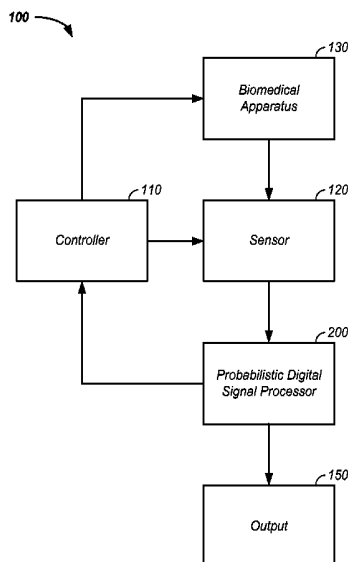 100
130
Biomedical
Apparatus
110
Controller
120
Sensor
200
Probabilistic Digital
Signal Processor
150
Output